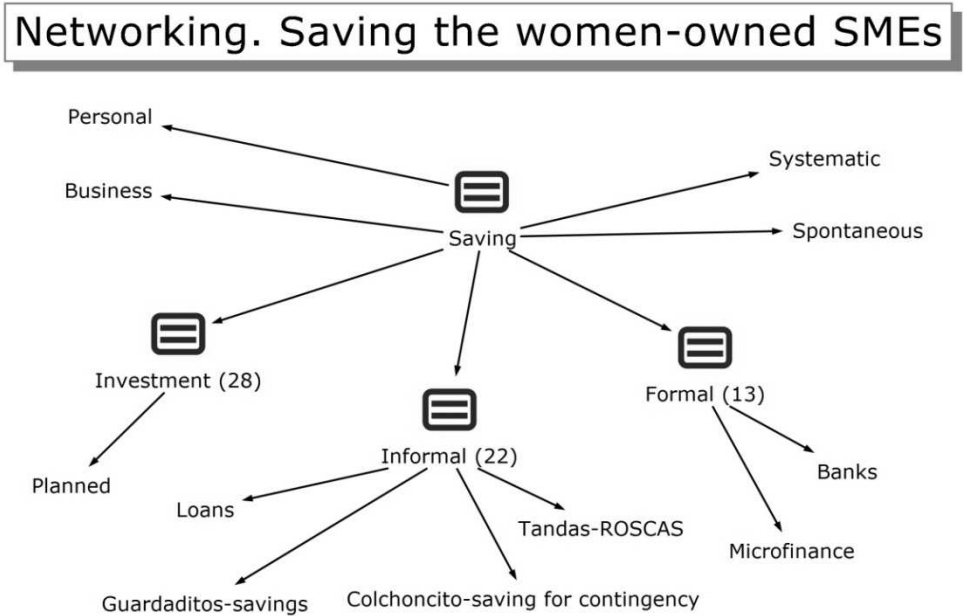 Networking. Saving the women-owned SMEs
Personal
Systematic
Business
Spontaneous
Saving
Investment (28)
Formal (13)
Informal (22)
Banks
Planned
Loans
Tandas-ROSCAS
Microfinance
Guardaditos-savings
Colchoncito-saving for contingency